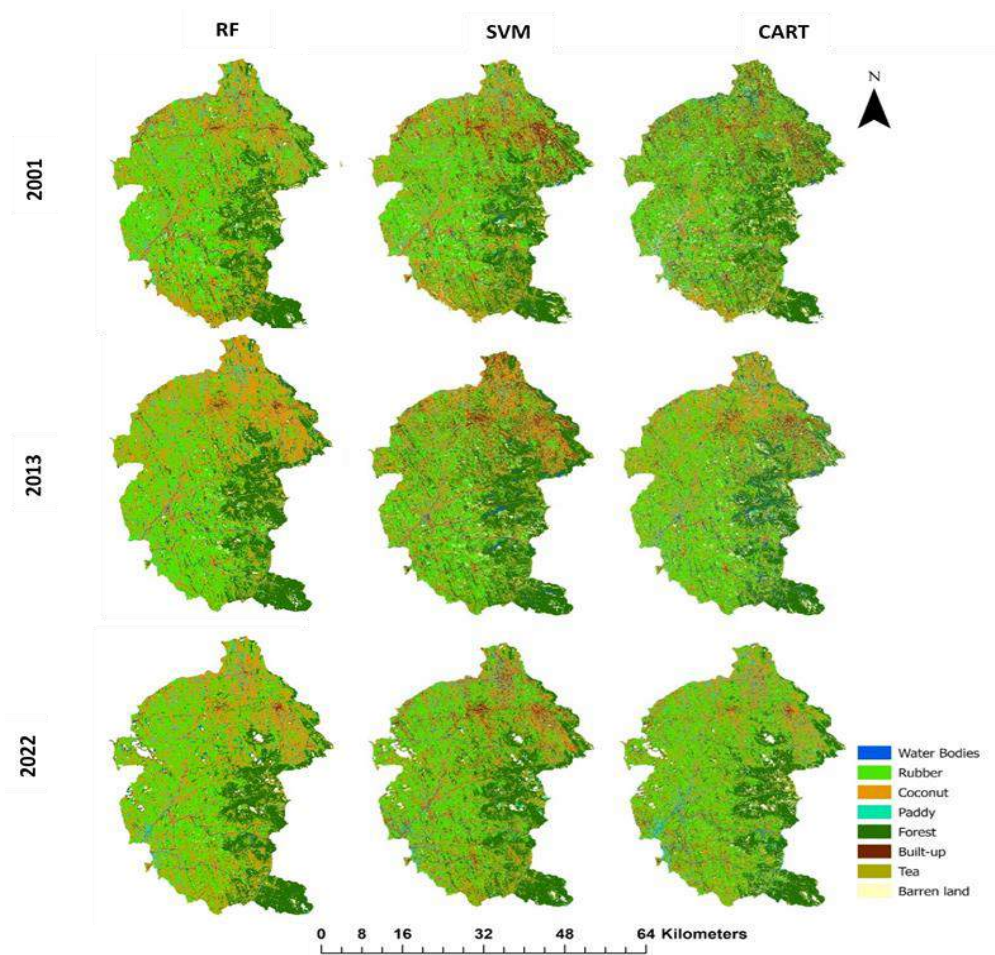 RF
SVM
CART
N
2001
2013
2022
Water Bodies
Rubber
Coconut
Paddy
Forest
Built-up
Tea
Barren land
0 8 16 32 48 64 Kilometers